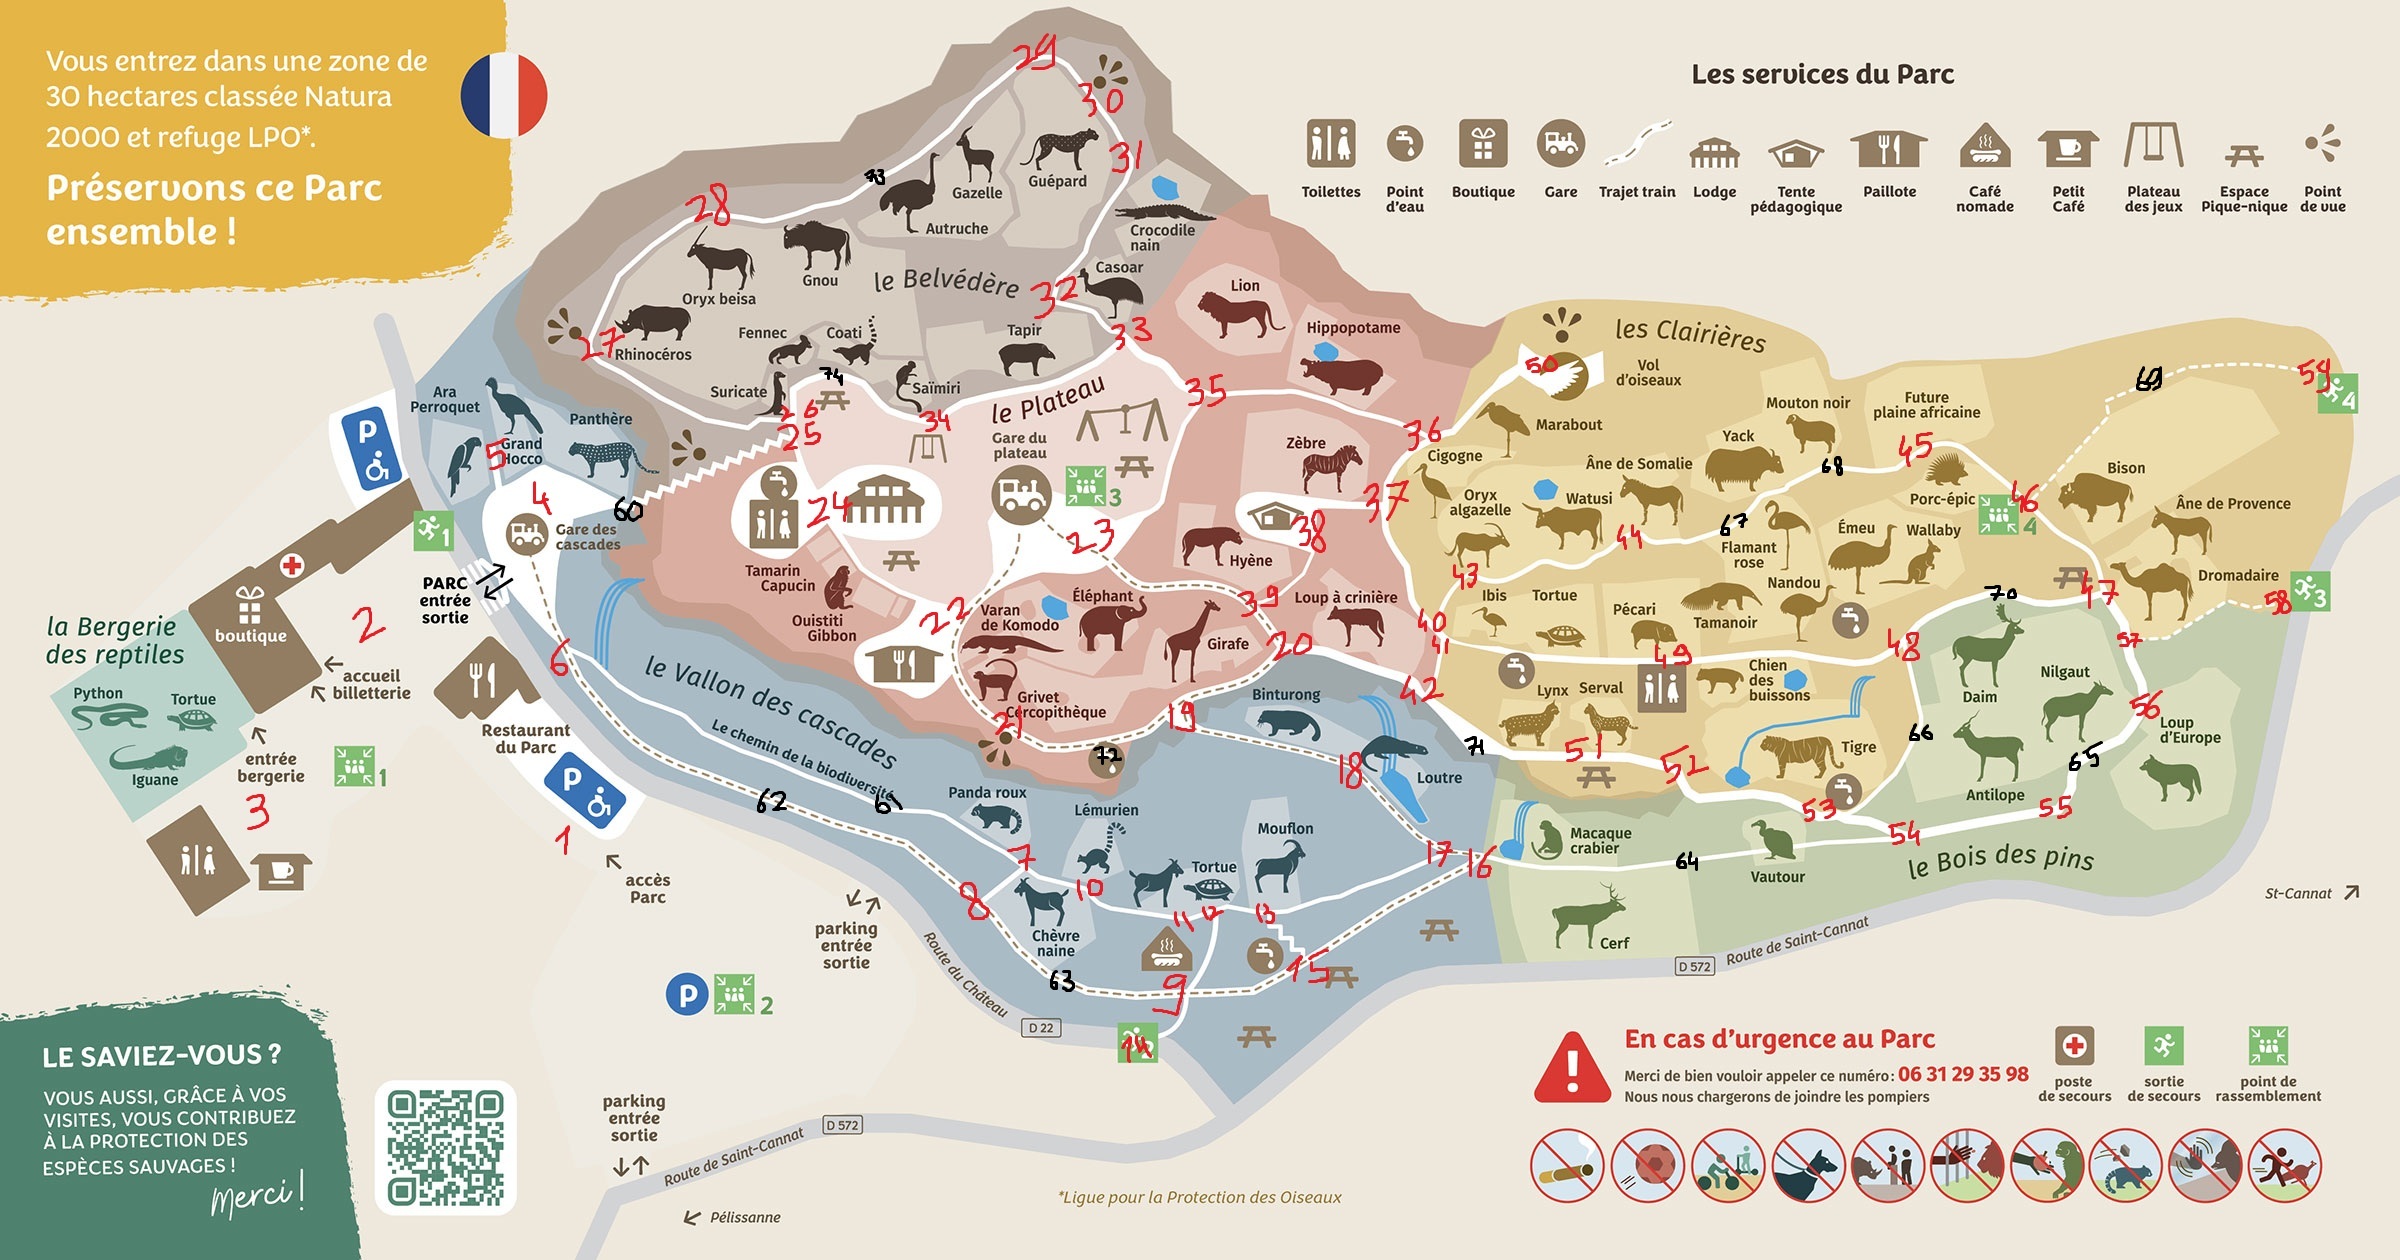 Vous entrez dans une zone de
30 hectares classée Natura
2000 et refuge LPO*.
Préservons ce Parc
ensemble !
Les services du Parc
Toilettes
Point
d'eau
Boutique
Gare
Trajet train
Lodge
Tente
pédagogique
Paillote
Café
nomade
Petit
Café
Plateau
des jeux
Espace
Pique-nique
Point
de vue
29
30
31
28
73
Gazelle
Guépard
Autruche
Crocodile
nain
Oryx beisa
Gnou
le Belvédère
Casoar
32
33
27
Rhinocéros
Fennec
Coati
Tapir
Suricate
74
Saïmiri
26
25
34
Lion
Hippopotame
35
36
le Plateau
Gare du
plateau
3
Zèbre
37
38
Hyène
24
23
Tamarin
Capucin
Ouistiti
Gibbon
22
Varan
de Komodo
Éléphant
39
Girafe
20
Loup à crinière
Grivet
Cercopithèque
21
19
72
les Clairières
50
Vol
d'oiseaux
Marabout
Cigogne
Oryx
algazelle
Âne de Somalie
Watusi
Yack
Mouton noir
Future
plaine africaine
68
45
Porc-épic
46
4
69
59
4
Bison
Âne de Provence
44
67
Flamant
rose
Émeu
Wallaby
43
Ibis
Tortue
Pécari
Tamanoir
Nandou
70
47
Dromadaire
58
3
40
41
49
48
57
42
Lynx
Serval
Chien
des
buissons
Tigre
66
71
51
52
53
Daim
Nilgaut
Antilope
56
Loup
d'Europe
65
55
54
le Bois des pins
Macaque
crabier
64
Vautour
Cerf
Ara
Perroquet
Grand
Hocco
Panthère
5
4
60
Gare des
cascades
1
PARC
entrée
sortie
6
le Vallon des cascades
Le chemin de la biodiversité
62
61
Panda roux
Lémurien
7
8
10
Chèvre
naine
11
Tortue
12
13
Mouflon
Binturong
18
Loutre
17
16
63
9
15
14
P
boutique
2
accueil
billetterie
la Bergerie
des reptiles
Python
Tortue
Iguane
entrée
bergerie
3
1
Restaurant
du Parc
P
1
accès
Parc
parking
entrée
sortie
P
2
Route du Château
D 22
D 572
Route de Saint-Cannat
St-Cannat
parking
entrée
sortie
Route de Saint-Cannat
D 572
Pélissanne
LE SAVIEZ-VOUS ?
VOUS AUSSI, GRÂCE À VOS
VISITES, VOUS CONTRIBUEZ
À LA PROTECTION DES
ESPÈCES SAUVAGES !
Merci !
*Ligue pour la Protection des Oiseaux
En cas d'urgence au Parc
Merci de bien vouloir appeler ce numéro : 06 31 29 35 98
Nous nous chargerons de joindre les pompiers
poste
de secours
sortie
de secours
point de
rassemblement